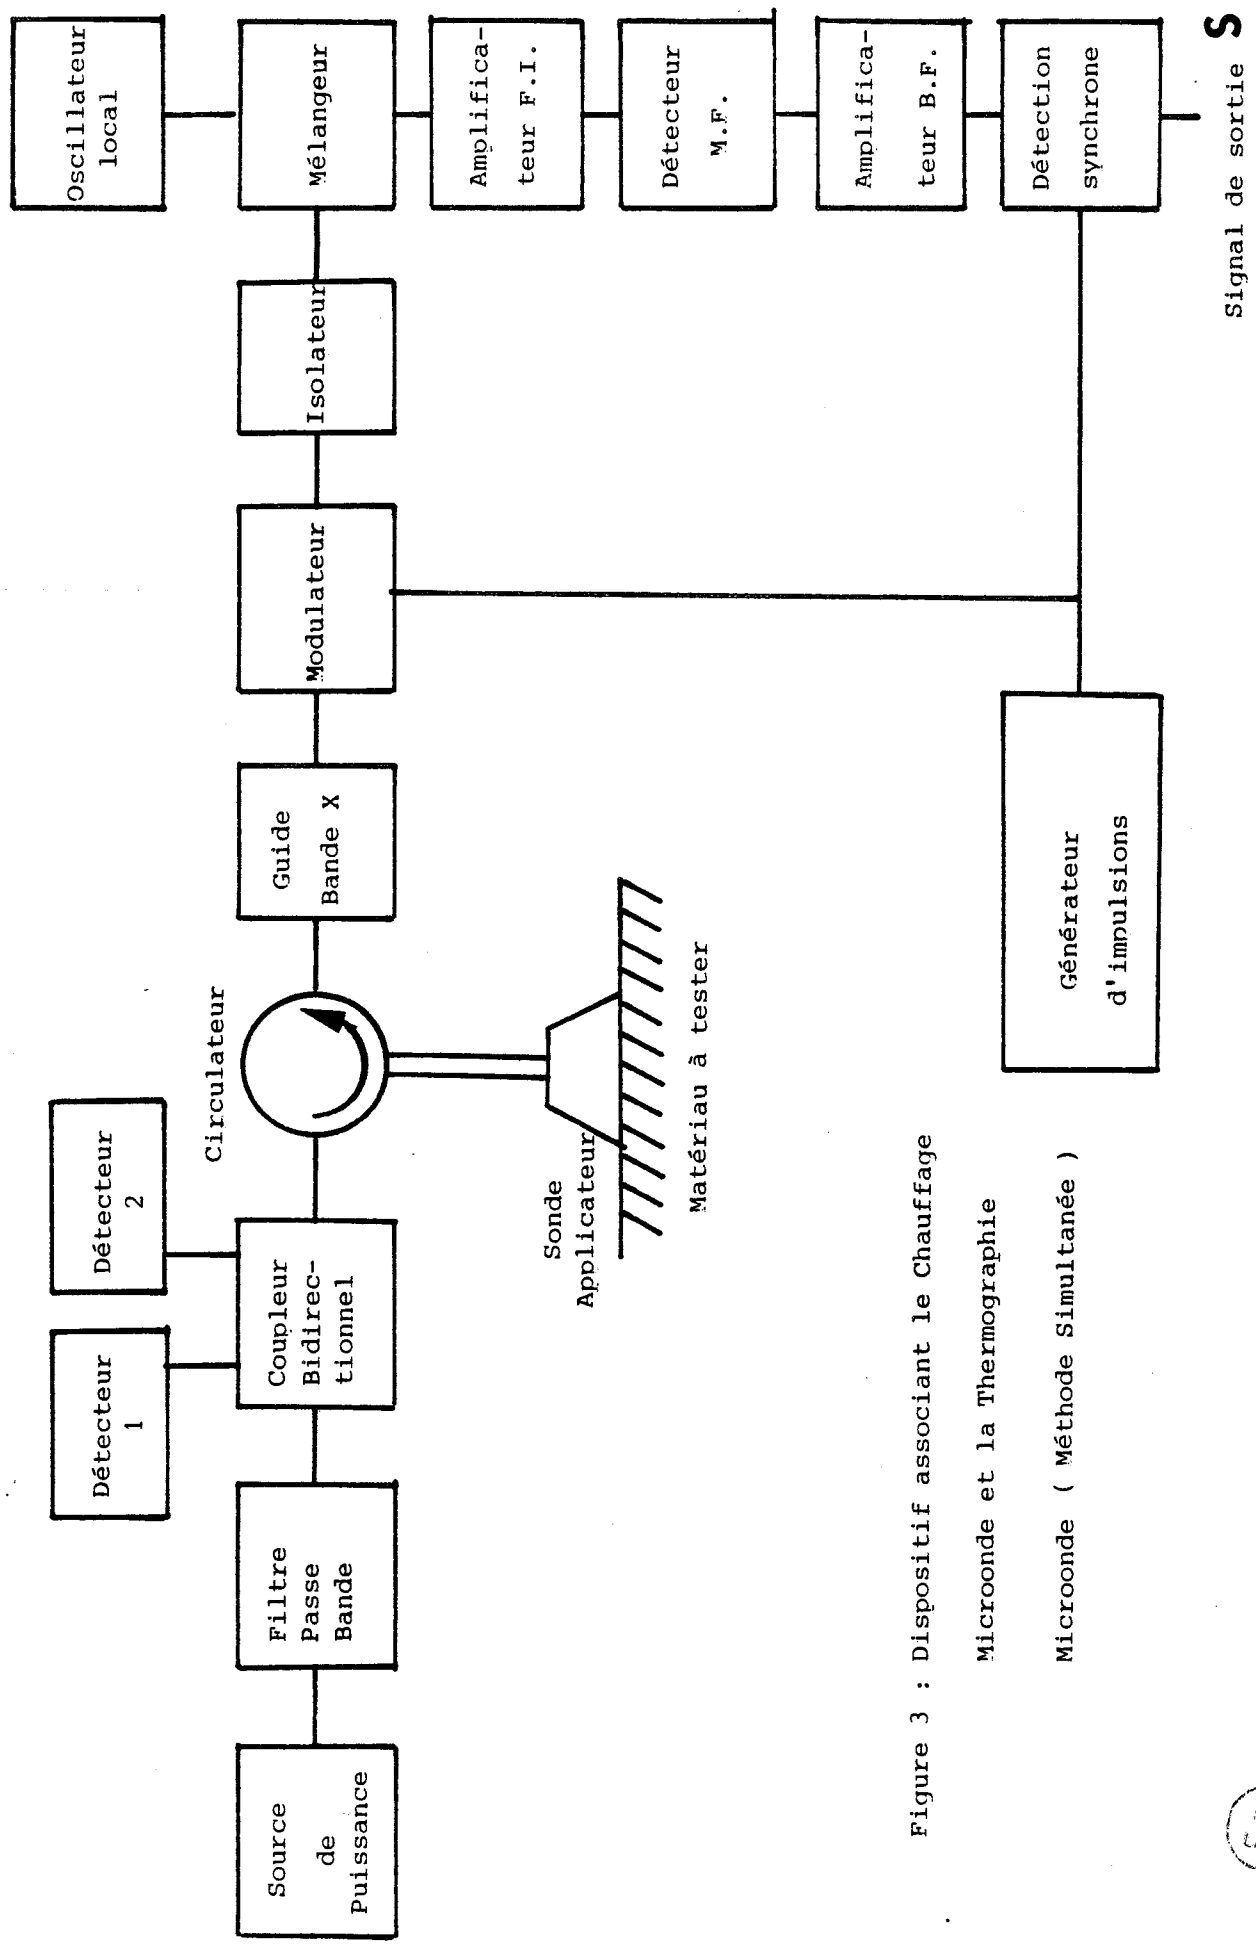 Détecteur
1
Détecteur
2
Oscillateur
local
Circulateur
Source
de
Puissance
Filtre
Passe
Bande
Coupleur
Bidirec-
tionnel
Guide
Bande X
Modulateur
Isolateur
Mélangeur
Amplifica-
teur F.I.
Détecteur
M.F.
Amplifica-
teur B.F.
Détection
synchrone
Sonde
Applicateur
Matériau à tester
Générateur
d'impulsions
Signal de sortie S
Figure 3 : Dispositif associant le Chauffage
Microonde et la Thermographie
Microonde ( Méthode Simultanée )